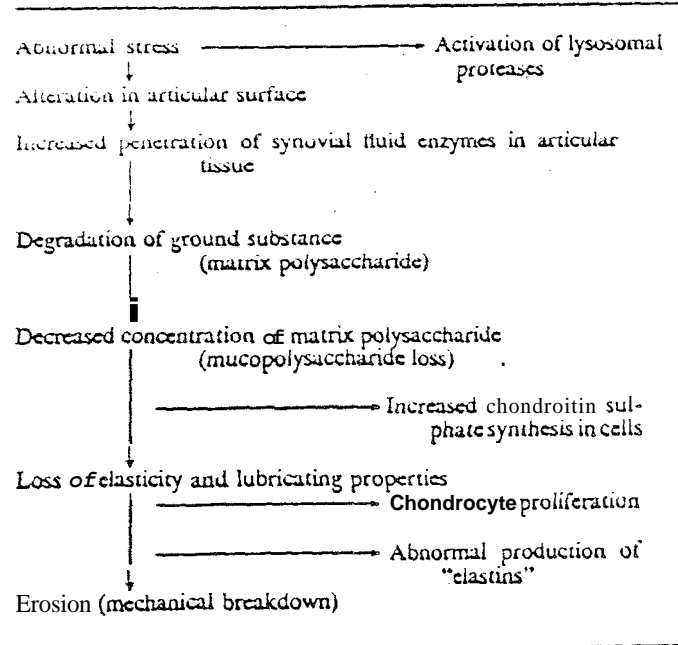 Abnormal stress
Activation of lysosomal
proteases
Alteration in articular surface
Increased penetration of synovial fluid enzymes in articular
tissue
Degradation of ground substance
(matrix polysaccharide)
Decreased concentration of matrix polysaccharide
(mucopolysaccharide loss)
Increased chondroitin sul-
phate synthesis in cells
Loss of elasticity and lubricating properties
Chondrocyte proliferation
Abnormal production of
"elastins"
Erosion (mechanical breakdown)